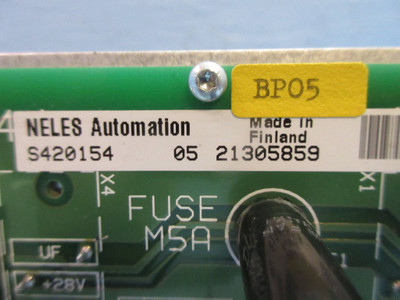 BP05
NELES Automation
Made in
Finland
S420154 05 21305859
X4
X1
FUSE
M5A
UF
+28V